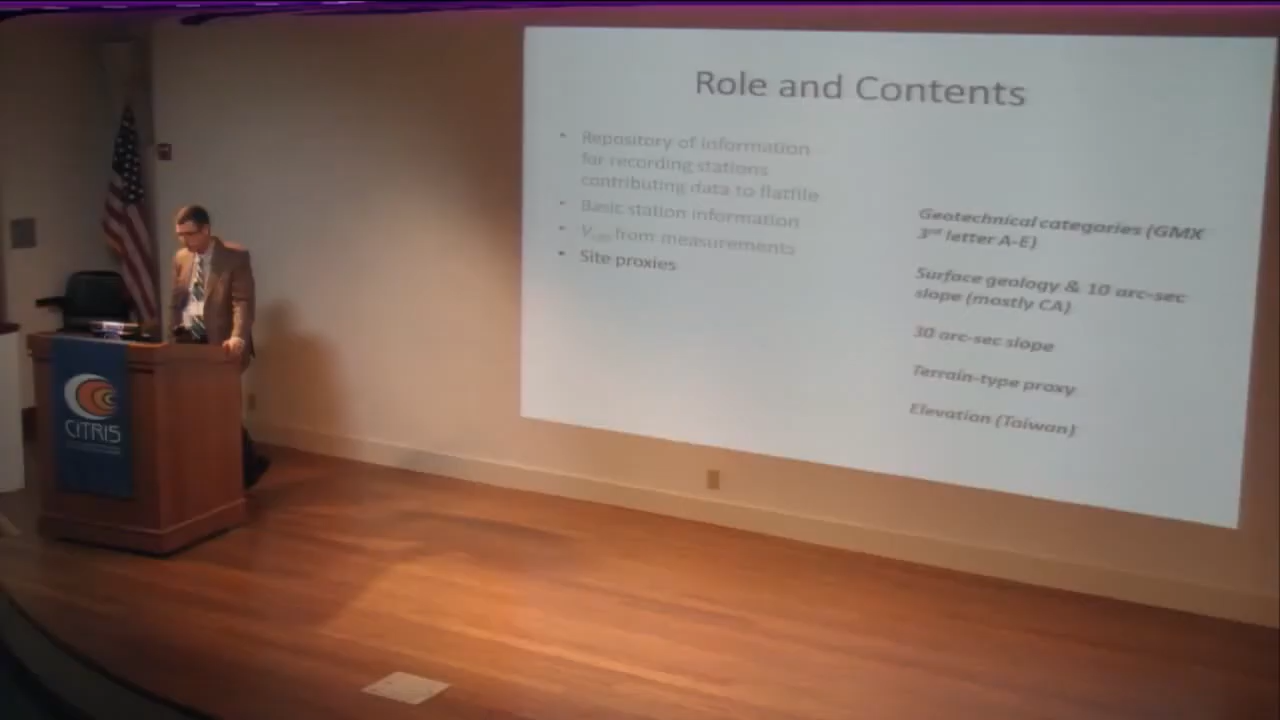 Role and Contents
• Repository of information
for recording stations
contributing data to flatfile
• Basic station information
• Vs30 from measurements
• Site proxies
Geotechnical categories (GMX
3rd letter A-E)
Surface geology & 10 arc-sec
slope (mostly CA)
30 arc-sec slope
Terrain-type proxy
Elevation (Taiwan)
CITRIS